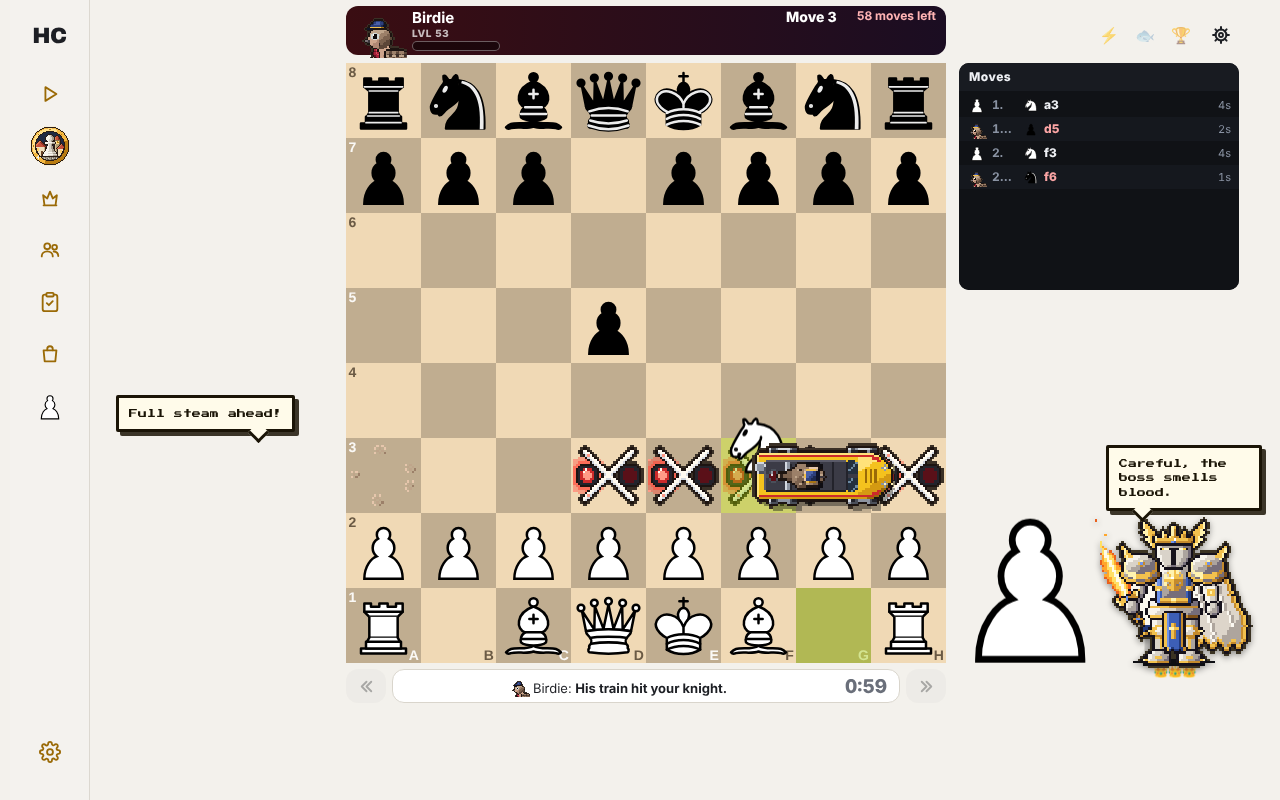 HC
Birdie
LVL 53
Move 3
58 moves left
Moves
1. a3 4s
1... d5 2s
2. f3 4s
2... f6 1s
8
7
6
5
4
3
2
1
A B C D E F G H
Full steam ahead!
Careful, the
boss smells
blood.
Birdie: His train hit your knight.
0:59